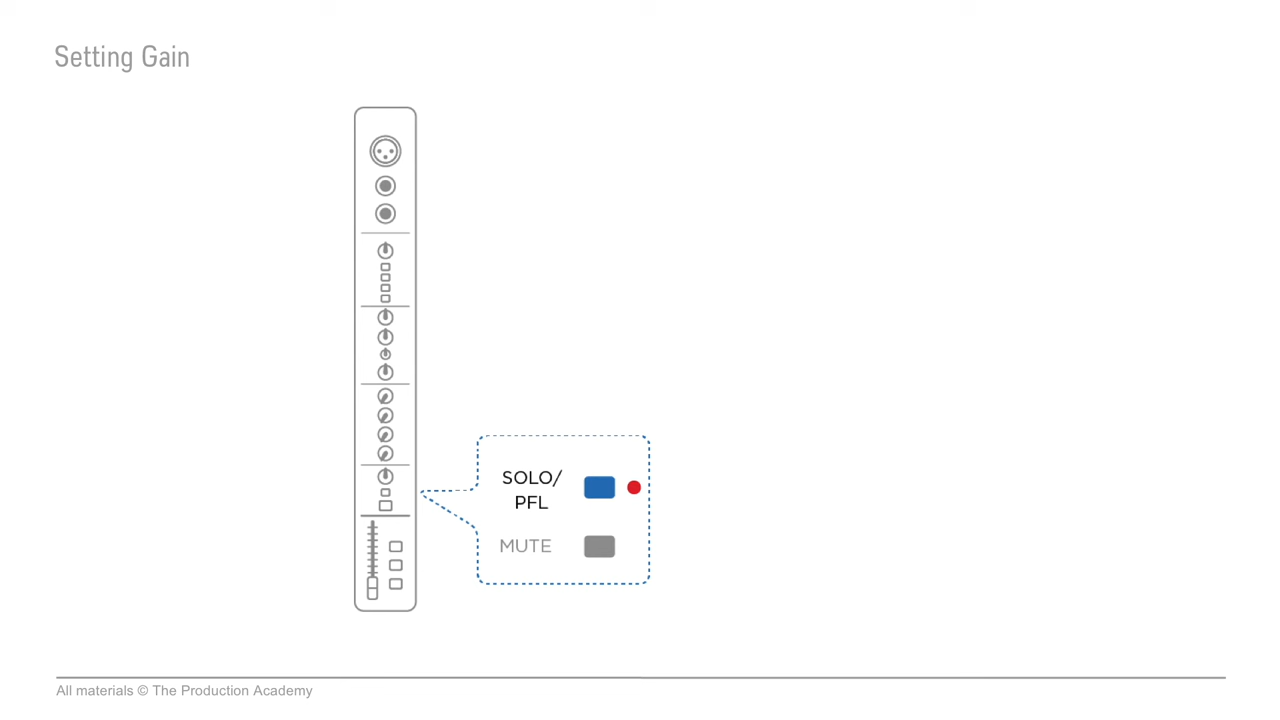 Setting Gain
SOLO/
PFL
MUTE
All materials © The Production Academy